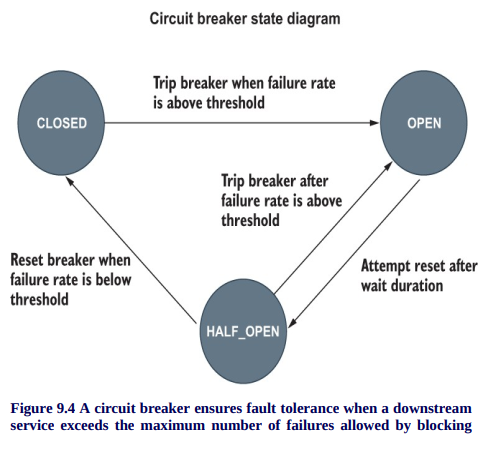 Circuit breaker state diagram
Trip breaker when failure rate
is above threshold
CLOSED
OPEN
Trip breaker after
failure rate is above
threshold
Reset breaker when
failure rate is below
threshold
Attempt reset after
wait duration
HALF_OPEN
Figure 9.4 A circuit breaker ensures fault tolerance when a downstream
service exceeds the maximum number of failures allowed by blocking